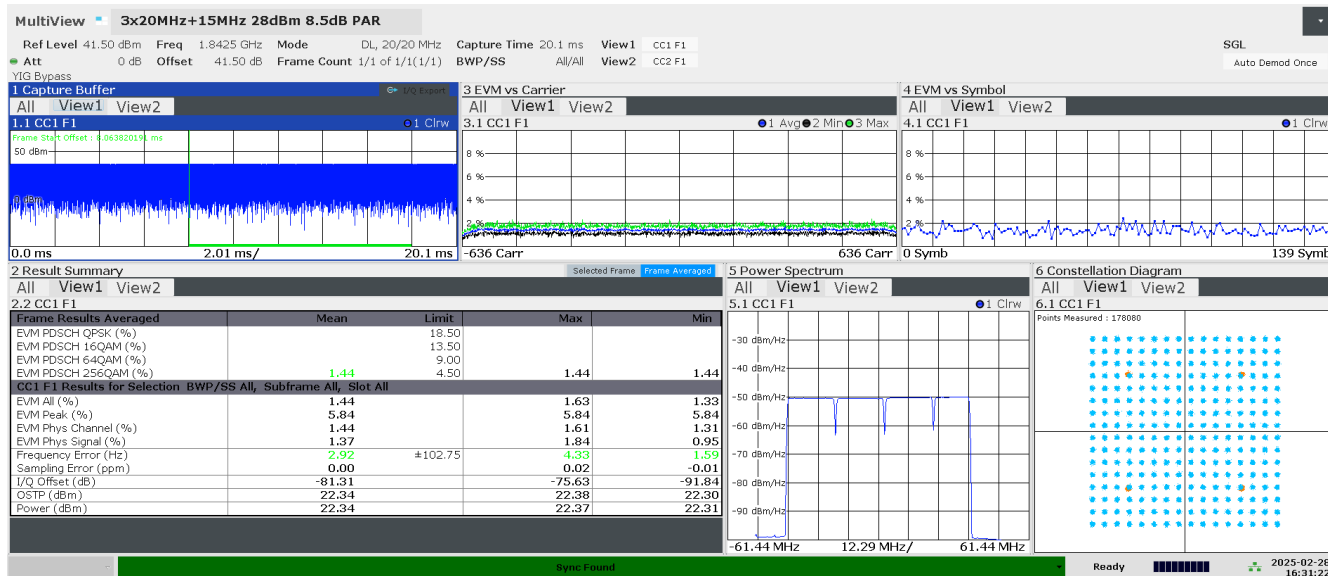 MultiView 3x20MHz+15MHz 28dBm 8.5dB PAR
Ref Level 41.50 dBm Freq 1.8425 GHz Mode DL, 20/20 MHz Capture Time 20.1 ms View1 CC1 F1 SGL
Att 0 dB Offset 41.50 dB Frame Count 1/1 of 1/1(1/1) BWP/SS All/All View2 CC2 F1 Auto Demod Once
YIG Bypass
1 Capture Buffer I/Q Export
All View1 View2
1.1 CC1 F1 1 Clrw
Frame Start Offset : ms
50 dBm
0 dBm
0.0 ms 2.01 ms/ 20.1 ms
3 EVM vs Carrier
All View1 View2
3.1 CC1 F1 1 Avg 2 Min 3 Max
8 %
6 %
4 %
2 %
-636 Carr 636 Carr
4 EVM vs Symbol
All View1 View2
4.1 CC1 F1 1 Clrw
8 %
6 %
4 %
2 %
0 Symb 139 Symb
2 Result Summary Selected Frame Frame Averaged
All View1 View2
2.2 CC1 F1
Frame Results Averaged Mean Limit Max Min
EVM PDSCH QPSK (%) 18.50
EVM PDSCH 16QAM (%) 13.50
EVM PDSCH 64QAM (%) 9.00
EVM PDSCH 256QAM (%) 1.44 4.50 1.44 1.44
CC1 F1 Results for Selection BWP/SS All, Subframe All, Slot All
EVM All (%) 1.44 1.63 1.33
EVM Peak (%) 5.84 5.84 5.84
EVM Phys Channel (%) 1.44 1.61 1.31
EVM Phys Signal (%) 1.37 1.84 0.95
Frequency Error (Hz) 2.92 ±102.75 4.33 1.59
Sampling Error (ppm) 0.00 0.02 -0.01
I/Q Offset (dB) -81.31 -75.63 -91.84
OSTP (dBm) 22.34 22.38 22.30
Power (dBm) 22.34 22.37 22.31
5 Power Spectrum
All View1 View2
5.1 CC1 F1 1 Clrw
-30 dBm/Hz
-40 dBm/Hz
-50 dBm/Hz
-60 dBm/Hz
-70 dBm/Hz
-80 dBm/Hz
-90 dBm/Hz
-61.44 MHz 12.29 MHz/ 61.44 MHz
6 Constellation Diagram
All View1 View2
6.1 CC1 F1
Points Measured : 178080
Sync Found Ready 2025-02-28
16:31:22